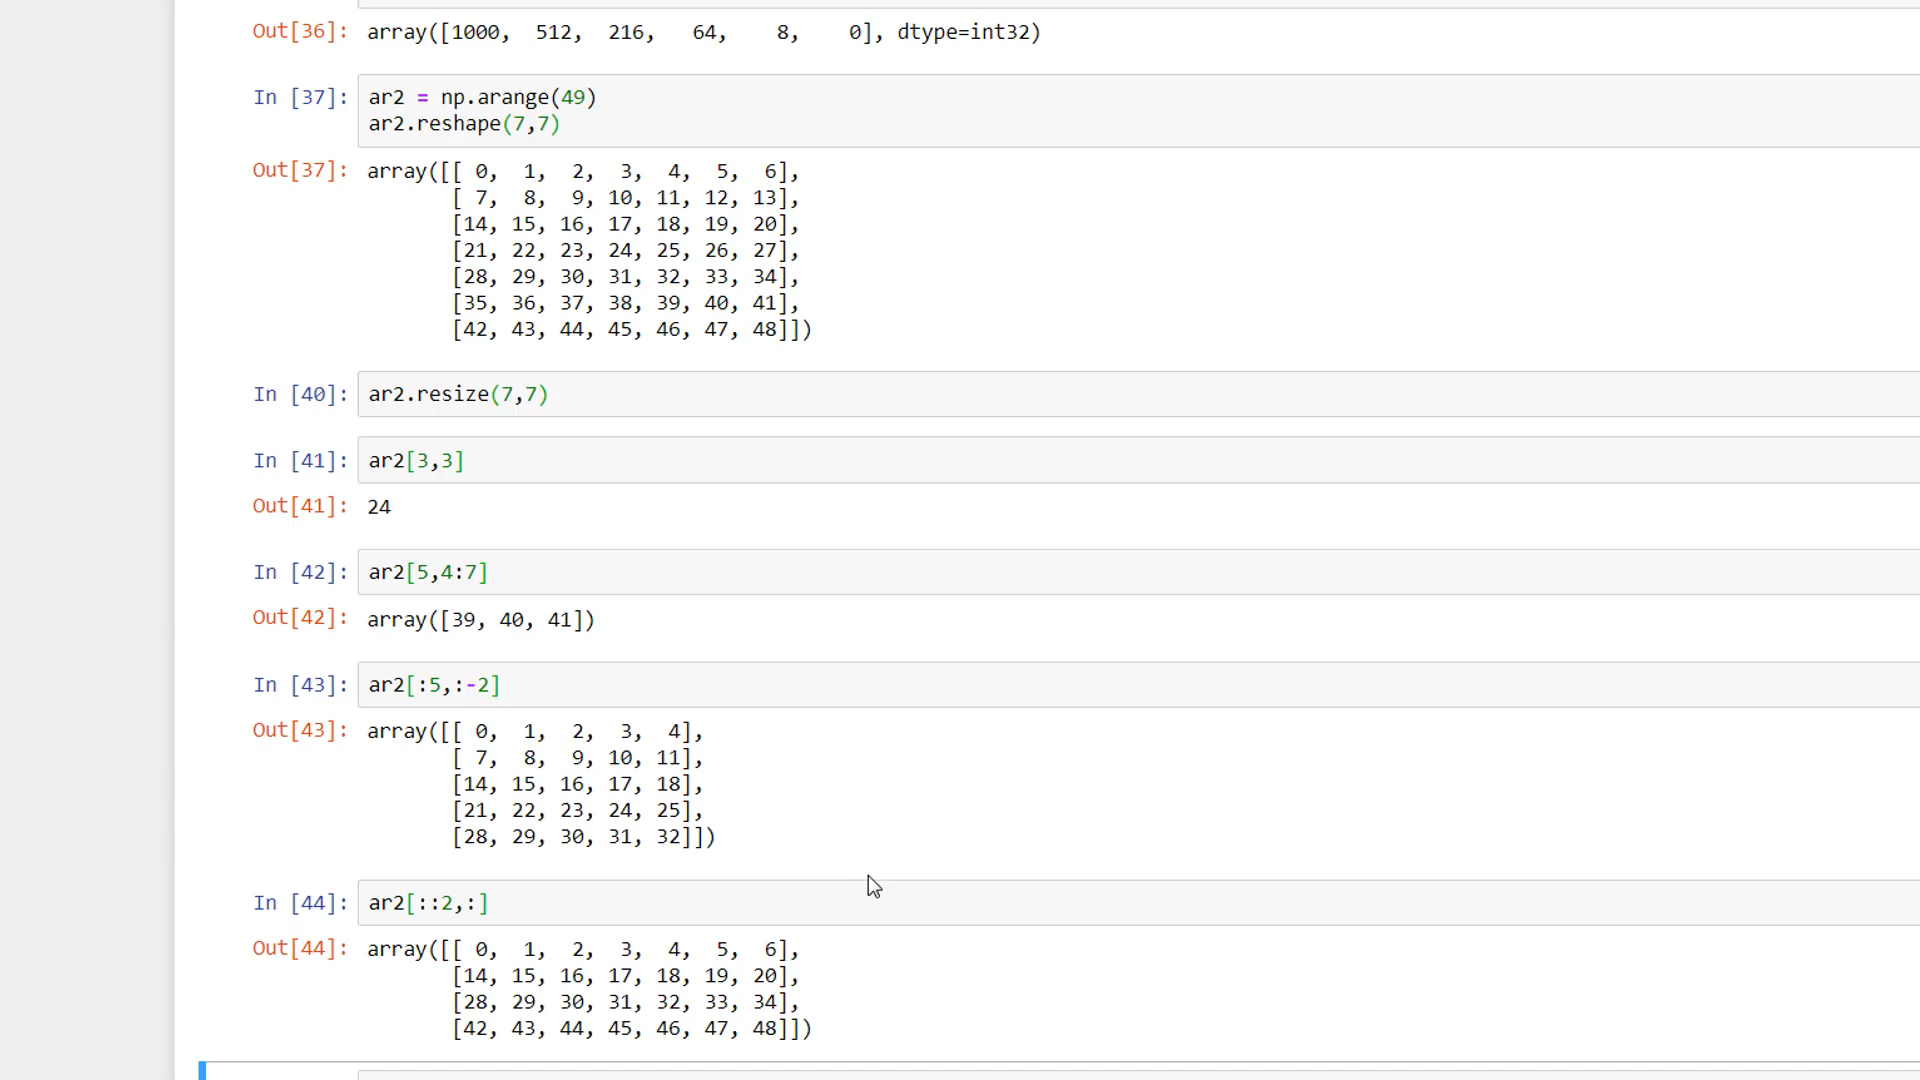 Out[36]: array([1000,  512,  216,   64,    8,    0], dtype=int32)
In [37]: ar2 = np.arange(49)
ar2.reshape(7,7)
Out[37]: array([[ 0,  1,  2,  3,  4,  5,  6],
[ 7,  8,  9, 10, 11, 12, 13],
[14, 15, 16, 17, 18, 19, 20],
[21, 22, 23, 24, 25, 26, 27],
[28, 29, 30, 31, 32, 33, 34],
[35, 36, 37, 38, 39, 40, 41],
[42, 43, 44, 45, 46, 47, 48]])
In [40]: ar2.resize(7,7)
In [41]: ar2[3,3]
Out[41]: 24
In [42]: ar2[5,4:7]
Out[42]: array([39, 40, 41])
In [43]: ar2[:5,:-2]
Out[43]: array([[ 0,  1,  2,  3,  4],
[ 7,  8,  9, 10, 11],
[14, 15, 16, 17, 18],
[21, 22, 23, 24, 25],
[28, 29, 30, 31, 32]])
In [44]: ar2[::2,:]
Out[44]: array([[ 0,  1,  2,  3,  4,  5,  6],
[14, 15, 16, 17, 18, 19, 20],
[28, 29, 30, 31, 32, 33, 34],
[42, 43, 44, 45, 46, 47, 48]])